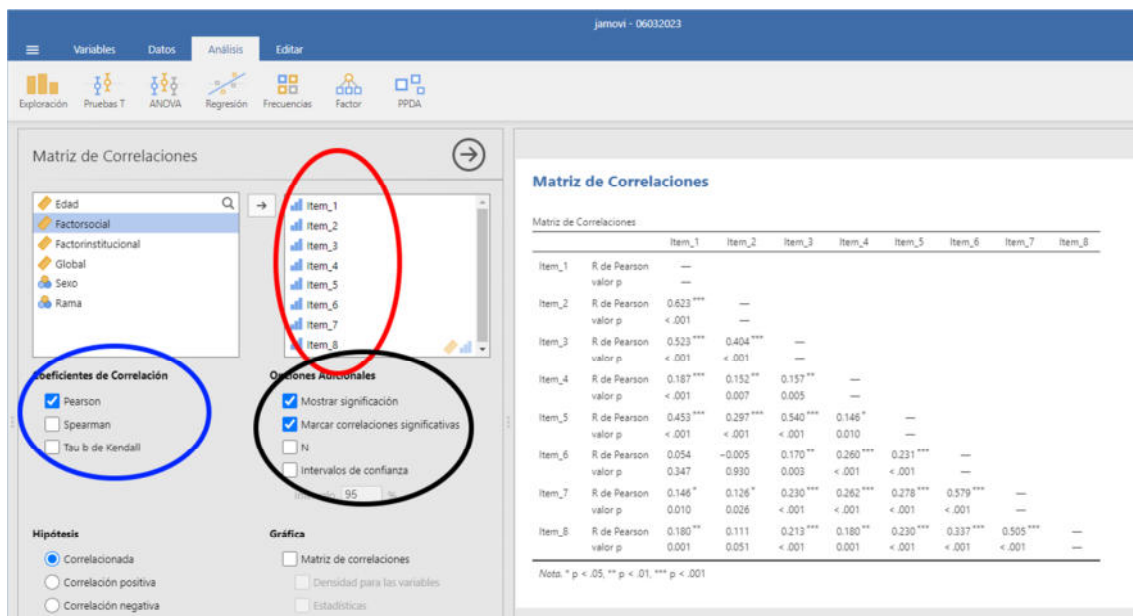 jamovi - 06032023
Variables Datos Análisis Editar
Exploración Pruebas T ANOVA Regresión Frecuencias Factor PPDA
Matriz de Correlaciones
Edad
Factorsocial
Factorinstitucional
Global
Sexo
Rama
Item_1
Item_2
Item_3
Item_4
Item_5
Item_6
Item_7
Item_8
Coeficientes de Correlación
Pearson
Spearman
Tau b de Kendall
Opciones Adicionales
Mostrar significación
Marcar correlaciones significativas
N
Intervalos de confianza
95 %
Hipótesis
Correlacionada
Correlación positiva
Correlación negativa
Gráfica
Matriz de correlaciones
Densidad para las variables
Estadísticas
Matriz de Correlaciones
Matriz de Correlaciones
Item_1 Item_2 Item_3 Item_4 Item_5 Item_6 Item_7 Item_8
Item_1 R de Pearson —
valor p —
Item_2 R de Pearson 0.623 *** —
valor p < .001 —
Item_3 R de Pearson 0.523 *** 0.404 *** —
valor p < .001 < .001 —
Item_4 R de Pearson 0.187 *** 0.152 ** 0.157 ** —
valor p < .001 0.007 0.005 —
Item_5 R de Pearson 0.453 *** 0.297 *** 0.540 *** 0.146 * —
valor p < .001 < .001 < .001 0.010 —
Item_6 R de Pearson 0.054 −0.005 0.170 ** 0.260 *** 0.231 *** —
valor p 0.347 0.930 0.003 < .001 < .001 —
Item_7 R de Pearson 0.146 * 0.126 * 0.230 *** 0.262 *** 0.278 *** 0.579 *** —
valor p 0.010 0.026 < .001 < .001 < .001 < .001 —
Item_8 R de Pearson 0.180 ** 0.111 0.213 *** 0.180 ** 0.230 *** 0.337 *** 0.505 *** —
valor p 0.001 0.051 < .001 0.001 < .001 < .001 < .001 —
Nota. * p < .05, ** p < .01, *** p < .001